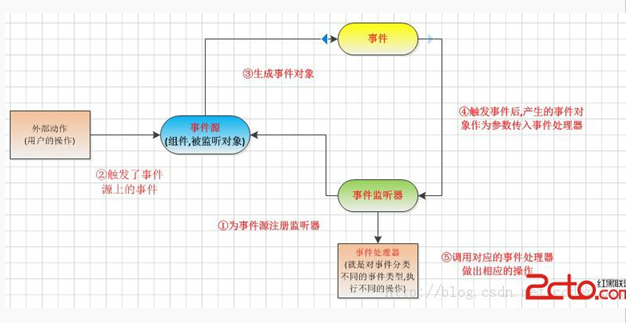 事件
③生成事件对象
④触发事件后,产生的事件对
象作为参数传入事件处理器
外部动作
(用户的操作)
事件源
(组件,被监听对象)
②触发了事件
源上的事件
事件监听器
①为事件源注册监听器
事件处理器
{就是对事件分类
不同的事件类型,执
行不同的操作}
⑤调用对应的事件处理器
做出相应的操作
http://blog.csdn.net/
2cto.com
红黑联盟